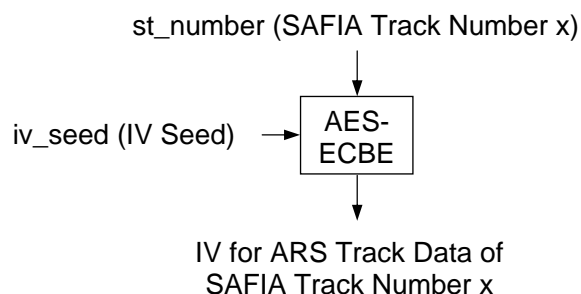 st_number (SAFIA Track Number x)
iv_seed (IV Seed)
AES-
ECBE
IV for ARS Track Data of
SAFIA Track Number x